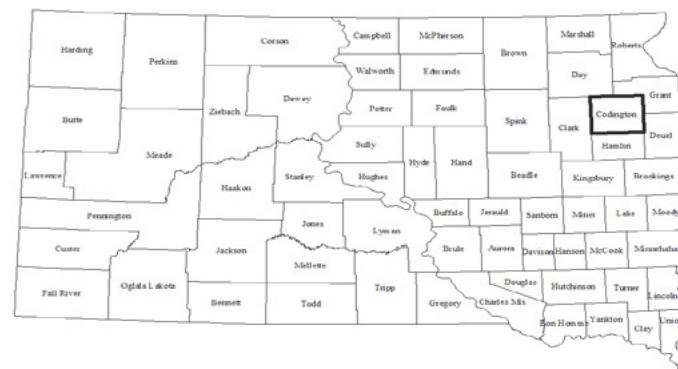 Harding
Perkins
Corson
Campbell
McPherson
Brown
Marshall
Roberts
Walworth
Edmunds
Day
Butte
Ziebach
Dewey
Potter
Faulk
Spink
Clark
Codington
Grant
Deuel
Hamlin
Meade
Sully
Hyde
Hand
Lawrence
Haakon
Stanley
Hughes
Beadle
Kingsbury
Brookings
Pennington
Jones
Lyman
Buffalo
Jerauld
Sanborn
Miner
Lake
Moody
Custer
Jackson
Brule
Aurora
Davison
Hanson
McCook
Minnehaha
Mellette
Fall River
Oglala Lakota
Bennett
Todd
Tripp
Gregory
Charles Mix
Douglas
Hutchinson
Turner
Lincoln
Bon Homme
Yankton
Clay
Unio